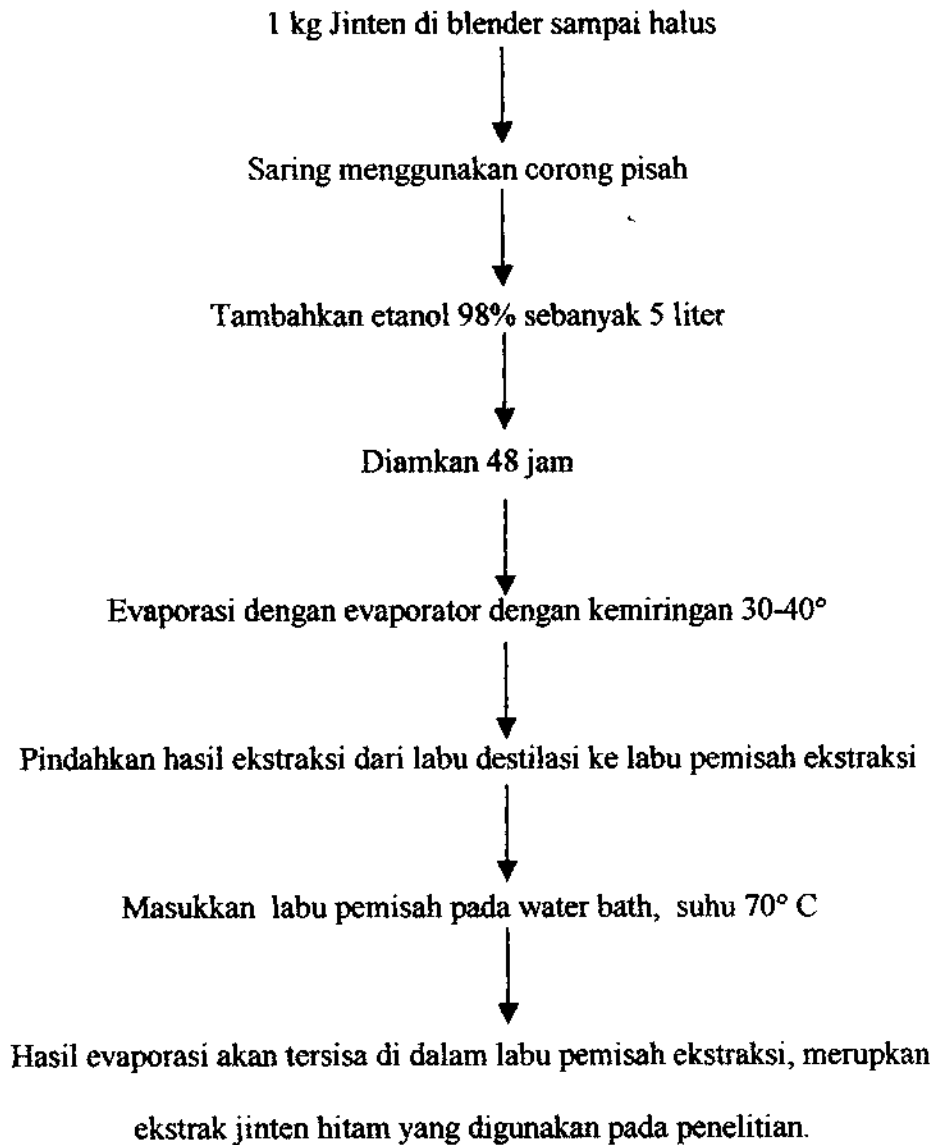 1 kg Jinten di blender sampai halus
Saring menggunakan corong pisah
Tambahkan etanol 98% sebanyak 5 liter
Diamkan 48 jam
Evaporasi dengan evaporator dengan kemiringan 30-40°
Pindahkan hasil ekstraksi dari labu destilasi ke labu pemisah ekstraksi
Masukkan labu pemisah pada water bath, suhu 70° C
Hasil evaporasi akan tersisa di dalam labu pemisah ekstraksi, merupkan
ekstrak jinten hitam yang digunakan pada penelitian.